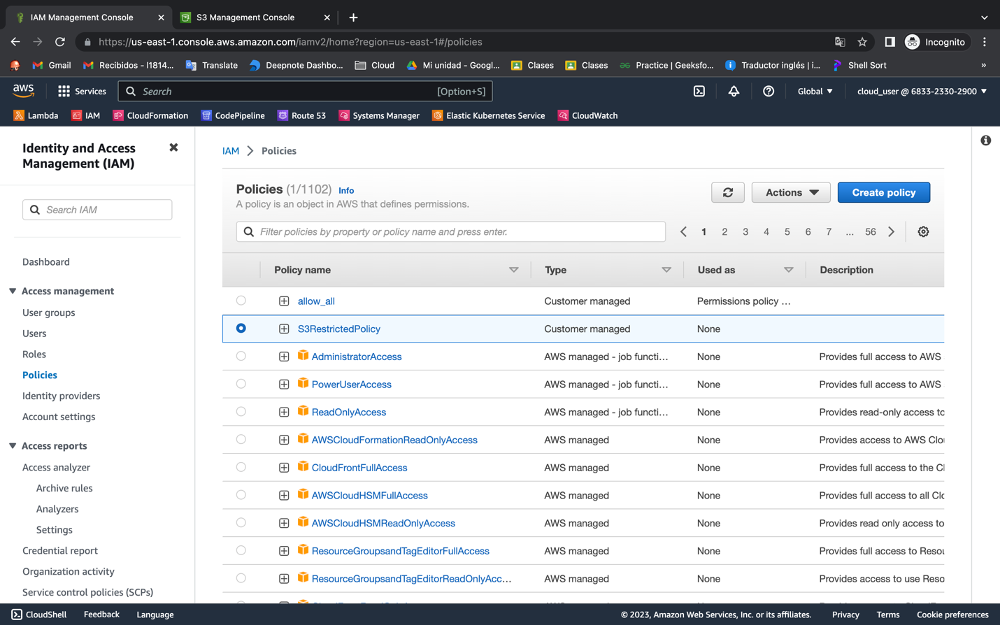 IAM Management Console
S3 Management Console
https://us-east-1.console.aws.amazon.com/iamv2/home?region=us-east-1#/policies
Incognito
Gmail
Recibidos - l1814...
Translate
Deepnote Dashbo...
Cloud
Mi unidad - Googl...
Clases
Clases
Practice | Geeksfo...
Traductor inglés | i...
Shell Sort
»
aws
Services
Search
[Option+S]
Global
cloud_user @ 6833-2330-2900
Lambda
IAM
CloudFormation
CodePipeline
Route 53
Systems Manager
Elastic Kubernetes Service
CloudWatch
Identity and Access
Management (IAM)
Search IAM
Dashboard
Access management
User groups
Users
Roles
Policies
Identity providers
Account settings
Access reports
Access analyzer
Archive rules
Analyzers
Settings
Credential report
Organization activity
Service control policies (SCPs)
IAM > Policies
Policies (1/1102) Info
A policy is an object in AWS that defines permissions.
Actions
Create policy
Filter policies by property or policy name and press enter.
1 2 3 4 5 6 7 ... 56
Policy name Type Used as Description
allow_all Customer managed Permissions policy ...
S3RestrictedPolicy Customer managed None
AdministratorAccess AWS managed - job functi... None Provides full access to AWS
PowerUserAccess AWS managed - job functi... None Provides full access to AWS
ReadOnlyAccess AWS managed - job functi... None Provides read-only access to
AWSCloudFormationReadOnlyAccess AWS managed None Provides access to AWS Clou
CloudFrontFullAccess AWS managed None Provides full access to the Cl
AWSCloudHSMFullAccess AWS managed None Provides full access to all Clo
AWSCloudHSMReadOnlyAccess AWS managed None Provides read only access to
ResourceGroupsandTagEditorFullAccess AWS managed None Provides full access to Resou
ResourceGroupsandTagEditorReadOnlyAcc... AWS managed None Provides access to use Reso
CloudShell
Feedback
Language
© 2023, Amazon Web Services, Inc. or its affiliates.
Privacy
Terms
Cookie preferences